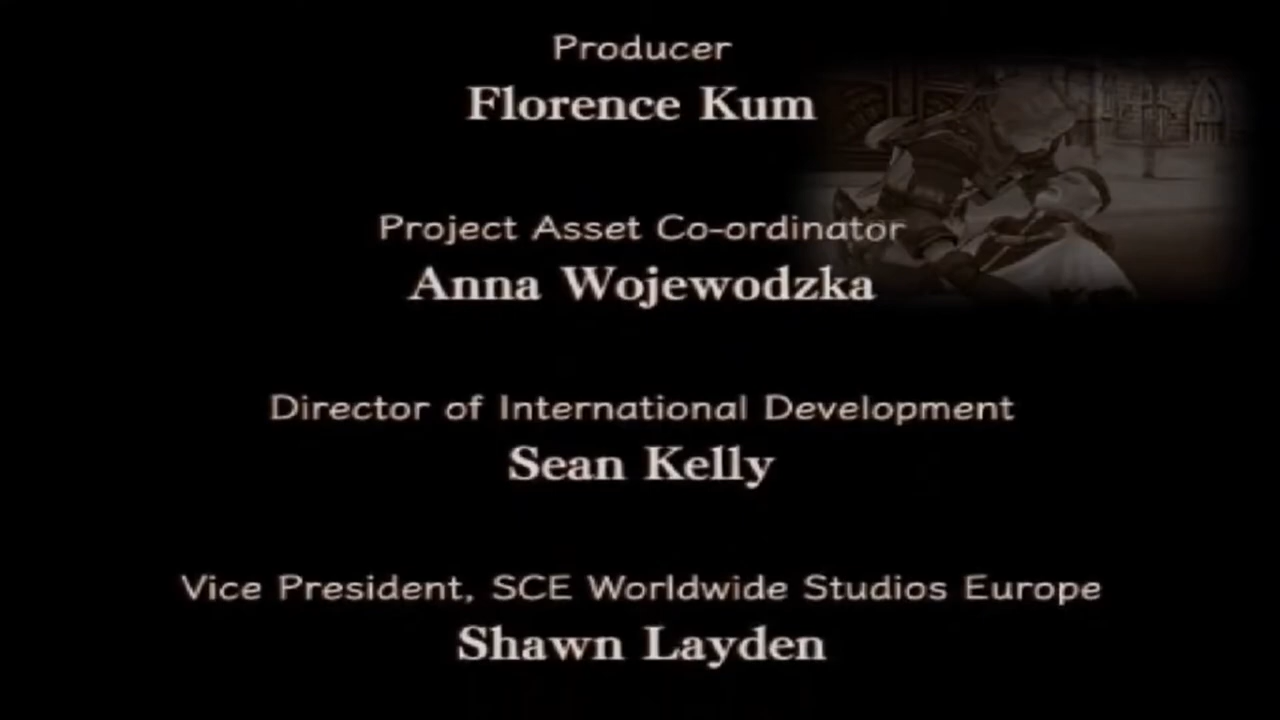 Producer
Florence Kum
Project Asset Co-ordinator
Anna Wojewodzka
Director of International Development
Sean Kelly
Vice President, SCE Worldwide Studios Europe
Shawn Layden